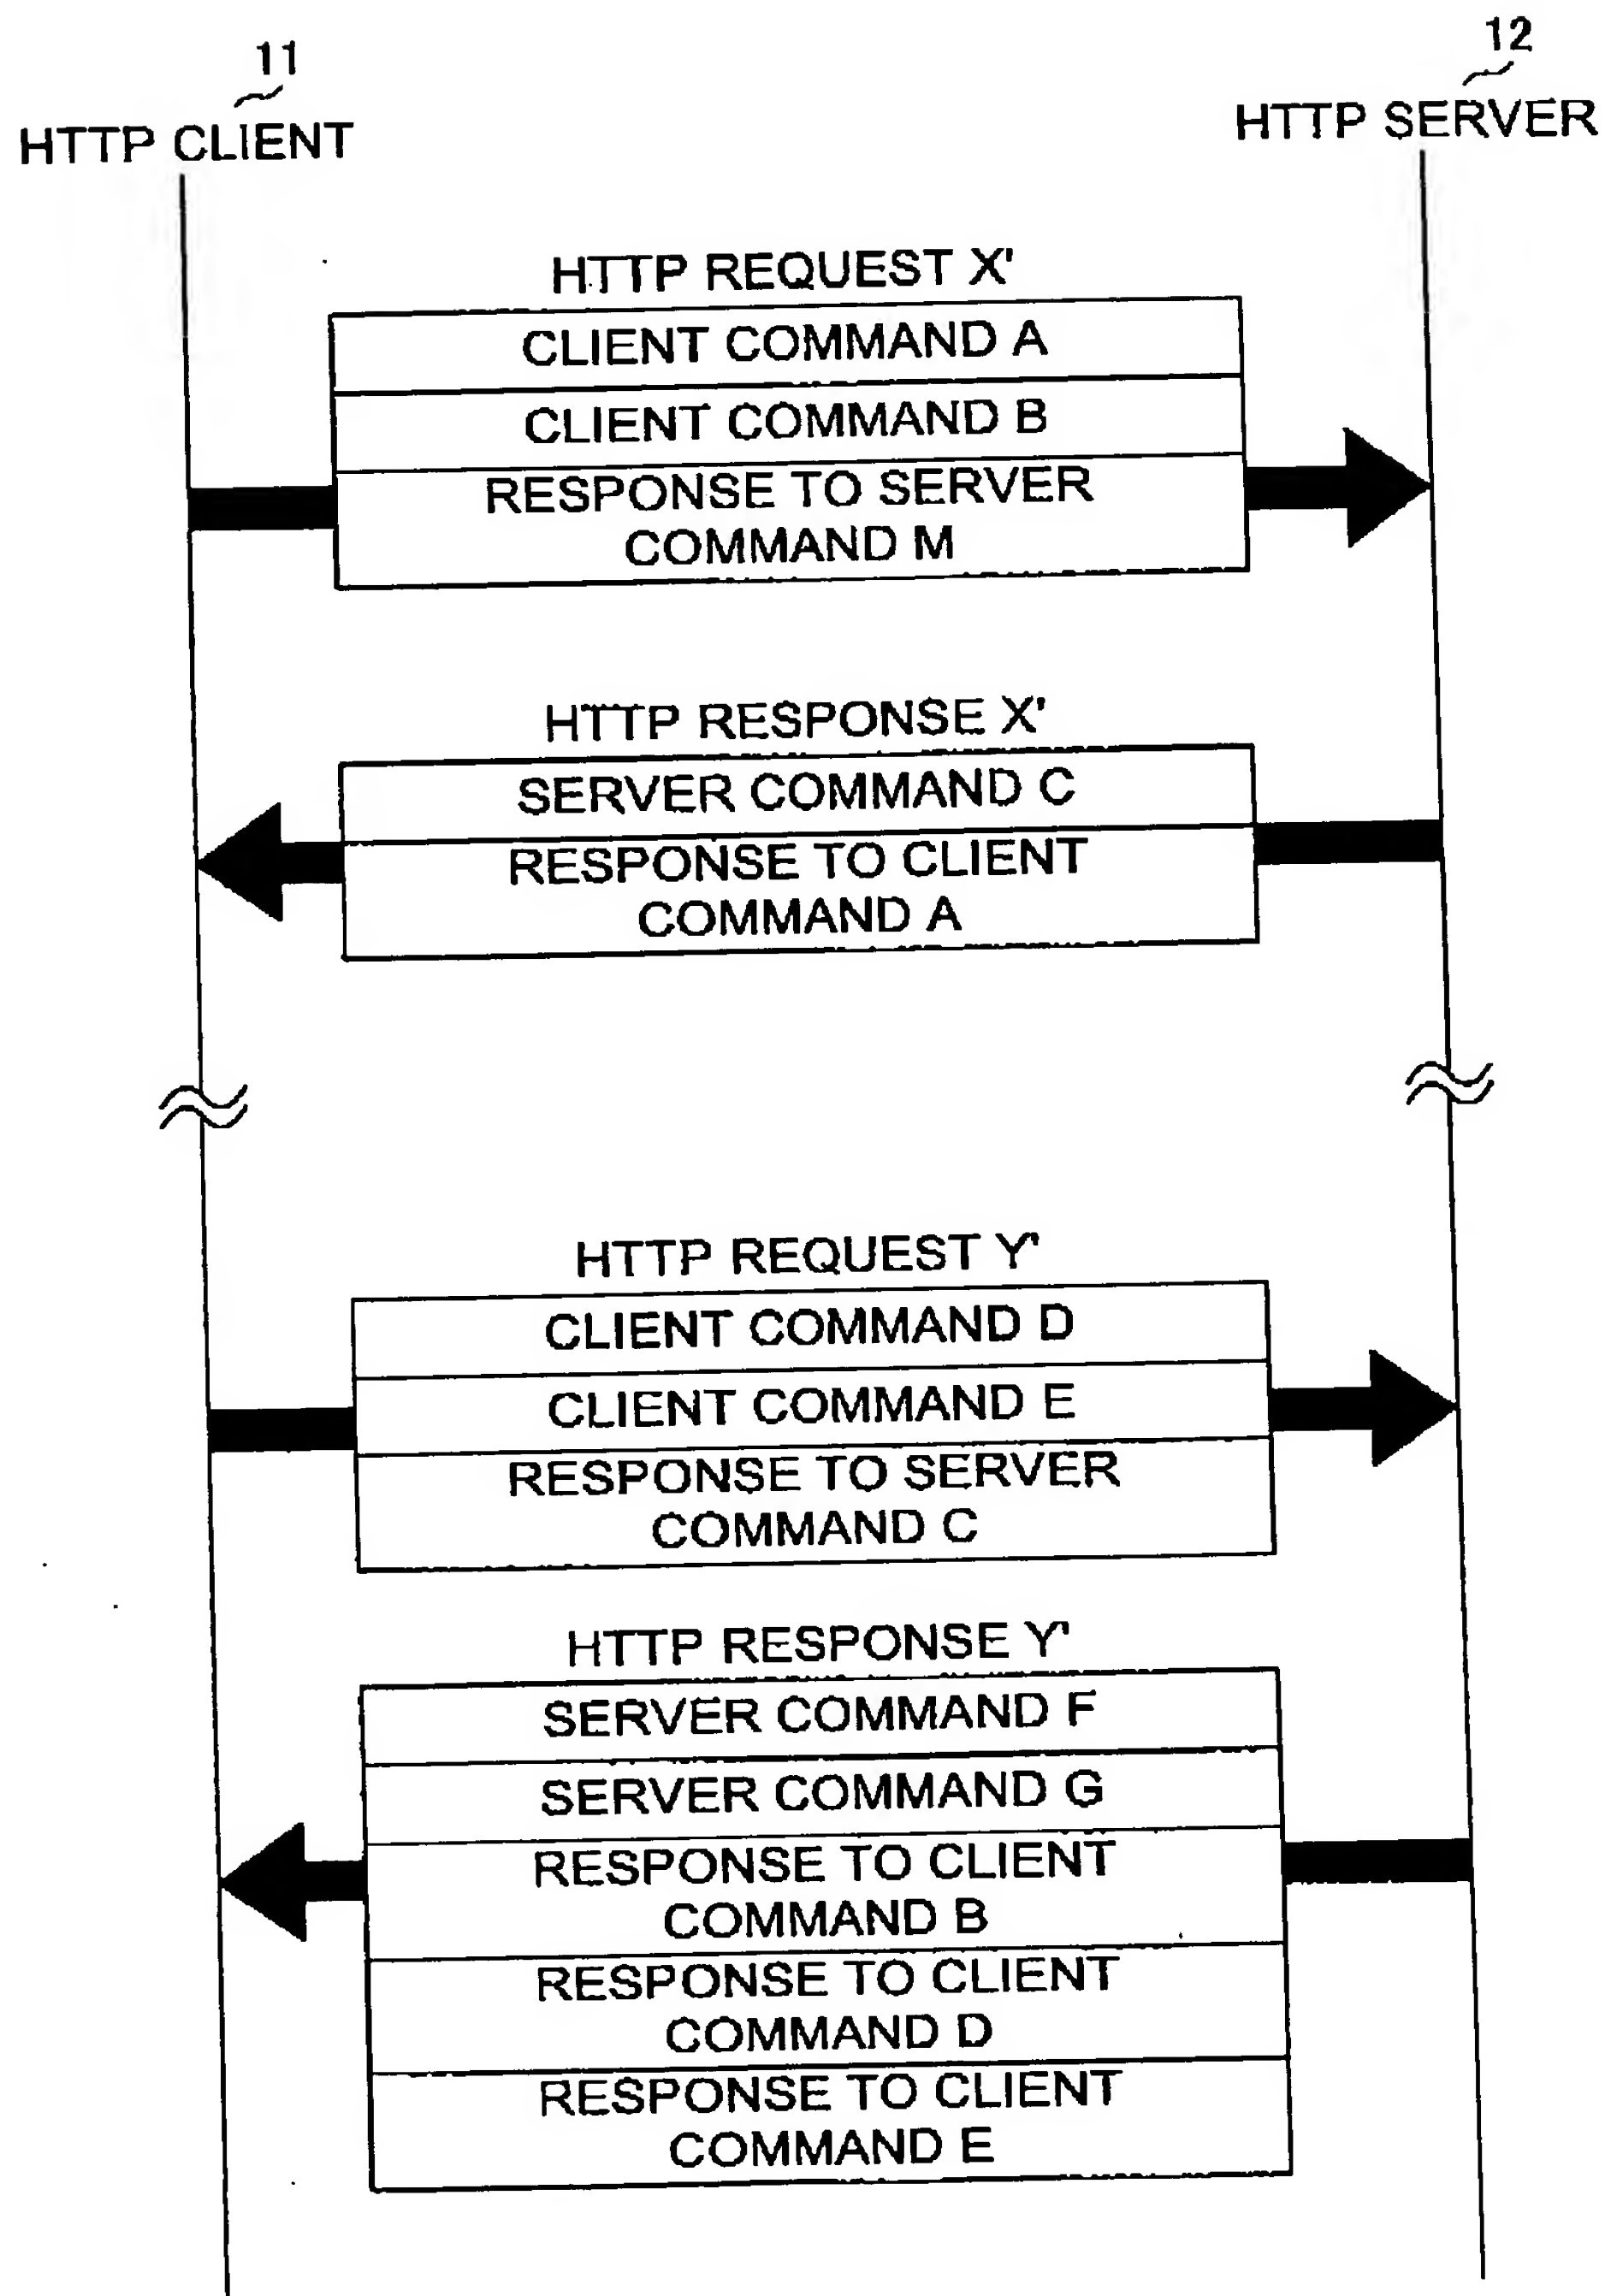 11
12
HTTP CLIENT
HTTP SERVER
HTTP REQUEST X'
CLIENT COMMAND A
CLIENT COMMAND B
RESPONSE TO SERVER
COMMAND M
HTTP RESPONSE X'
SERVER COMMAND C
RESPONSE TO CLIENT
COMMAND A
HTTP REQUEST Y'
CLIENT COMMAND D
CLIENT COMMAND E
RESPONSE TO SERVER
COMMAND C
HTTP RESPONSE Y'
SERVER COMMAND F
SERVER COMMAND G
RESPONSE TO CLIENT
COMMAND B
RESPONSE TO CLIENT
COMMAND D
RESPONSE TO CLIENT
COMMAND E